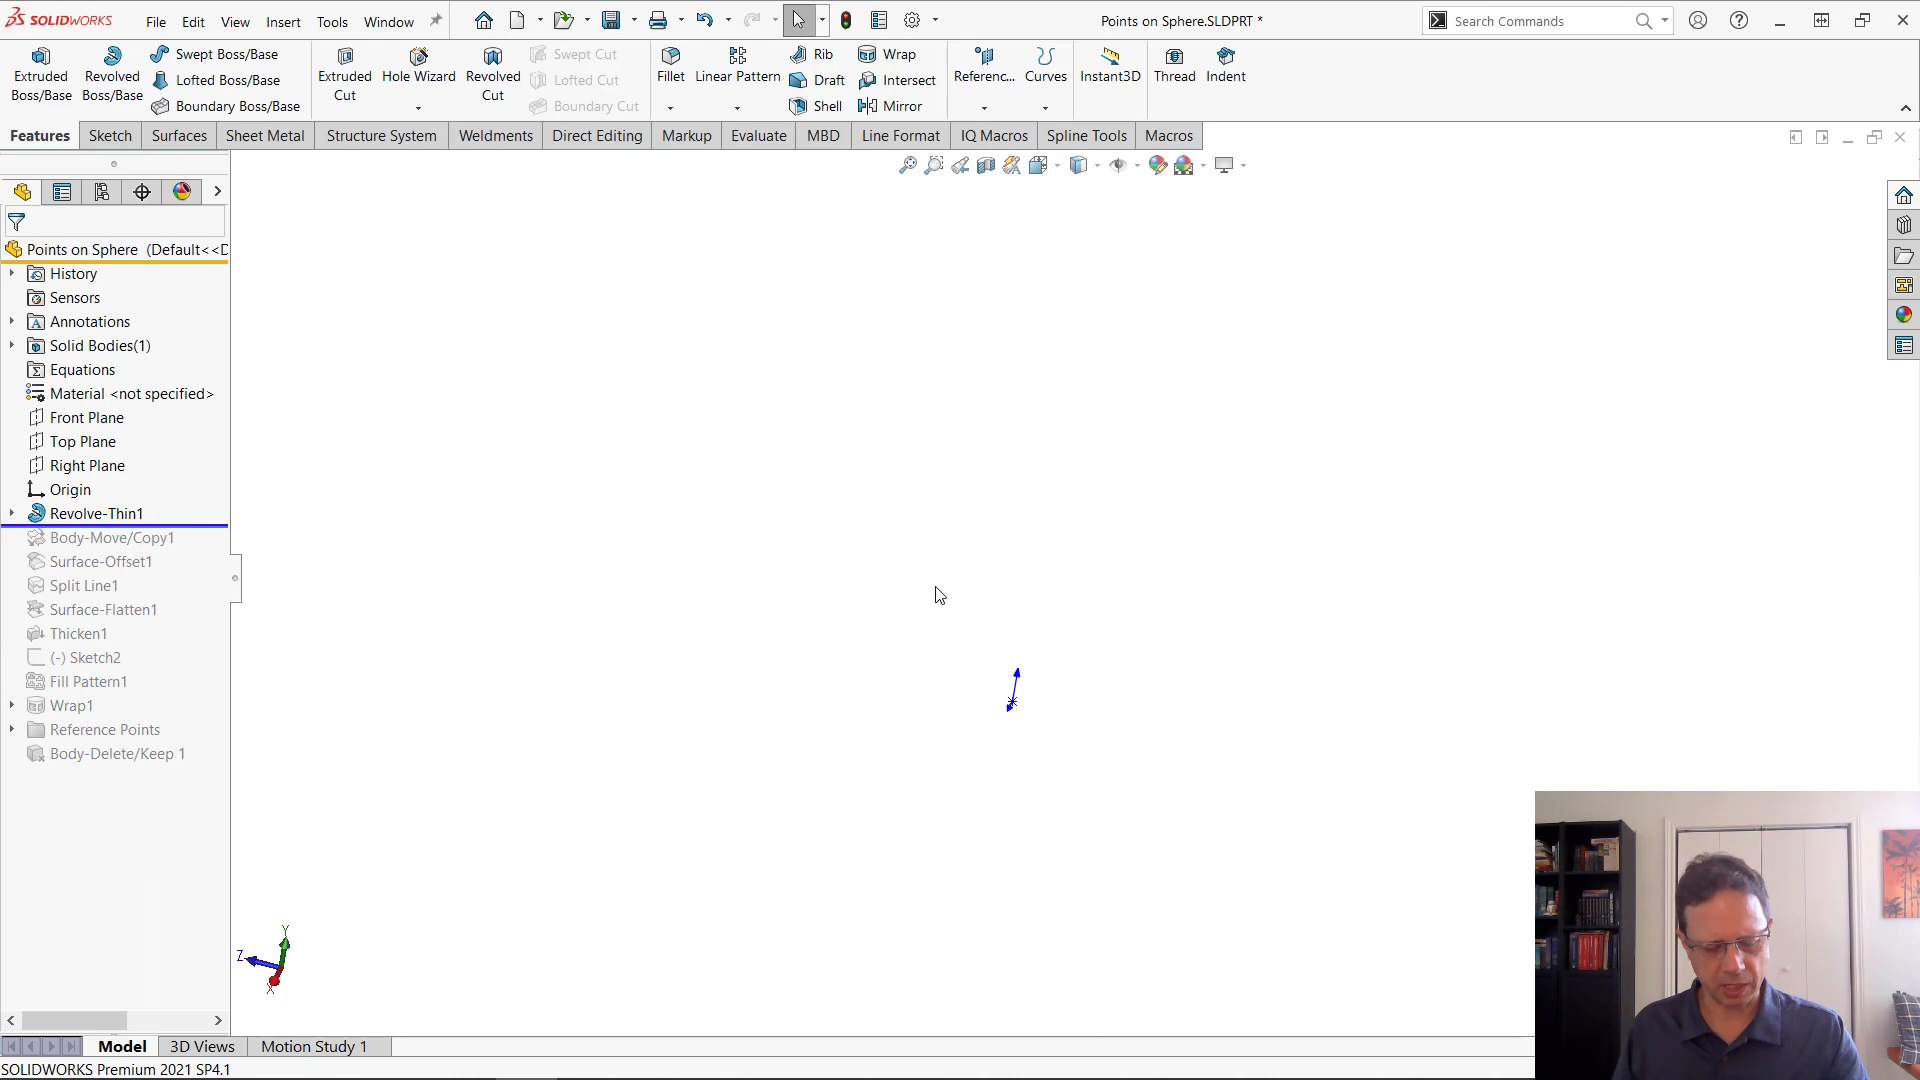 SOLIDWORKS File Edit View Insert Tools Window Points on Sphere.SLDPRT * Search Commands
Extruded Boss/Base
Revolved Boss/Base
Swept Boss/Base
Lofted Boss/Base
Boundary Boss/Base
Extruded Cut
Hole Wizard
Revolved Cut
Swept Cut
Lofted Cut
Boundary Cut
Fillet
Linear Pattern
Rib
Draft
Shell
Wrap
Intersect
Mirror
Referenc...
Curves
Instant3D
Thread
Indent
Features Sketch Surfaces Sheet Metal Structure System Weldments Direct Editing Markup Evaluate MBD Line Format IQ Macros Spline Tools Macros
Points on Sphere (Default<<D
History
Sensors
Annotations
Solid Bodies(1)
Equations
Material <not specified>
Front Plane
Top Plane
Right Plane
Origin
Revolve-Thin1
Body-Move/Copy1
Surface-Offset1
Split Line1
Surface-Flatten1
Thicken1
(-) Sketch2
Fill Pattern1
Wrap1
Reference Points
Body-Delete/Keep 1
Y
Z
X
Model 3D Views Motion Study 1
SOLIDWORKS Premium 2021 SP4.1